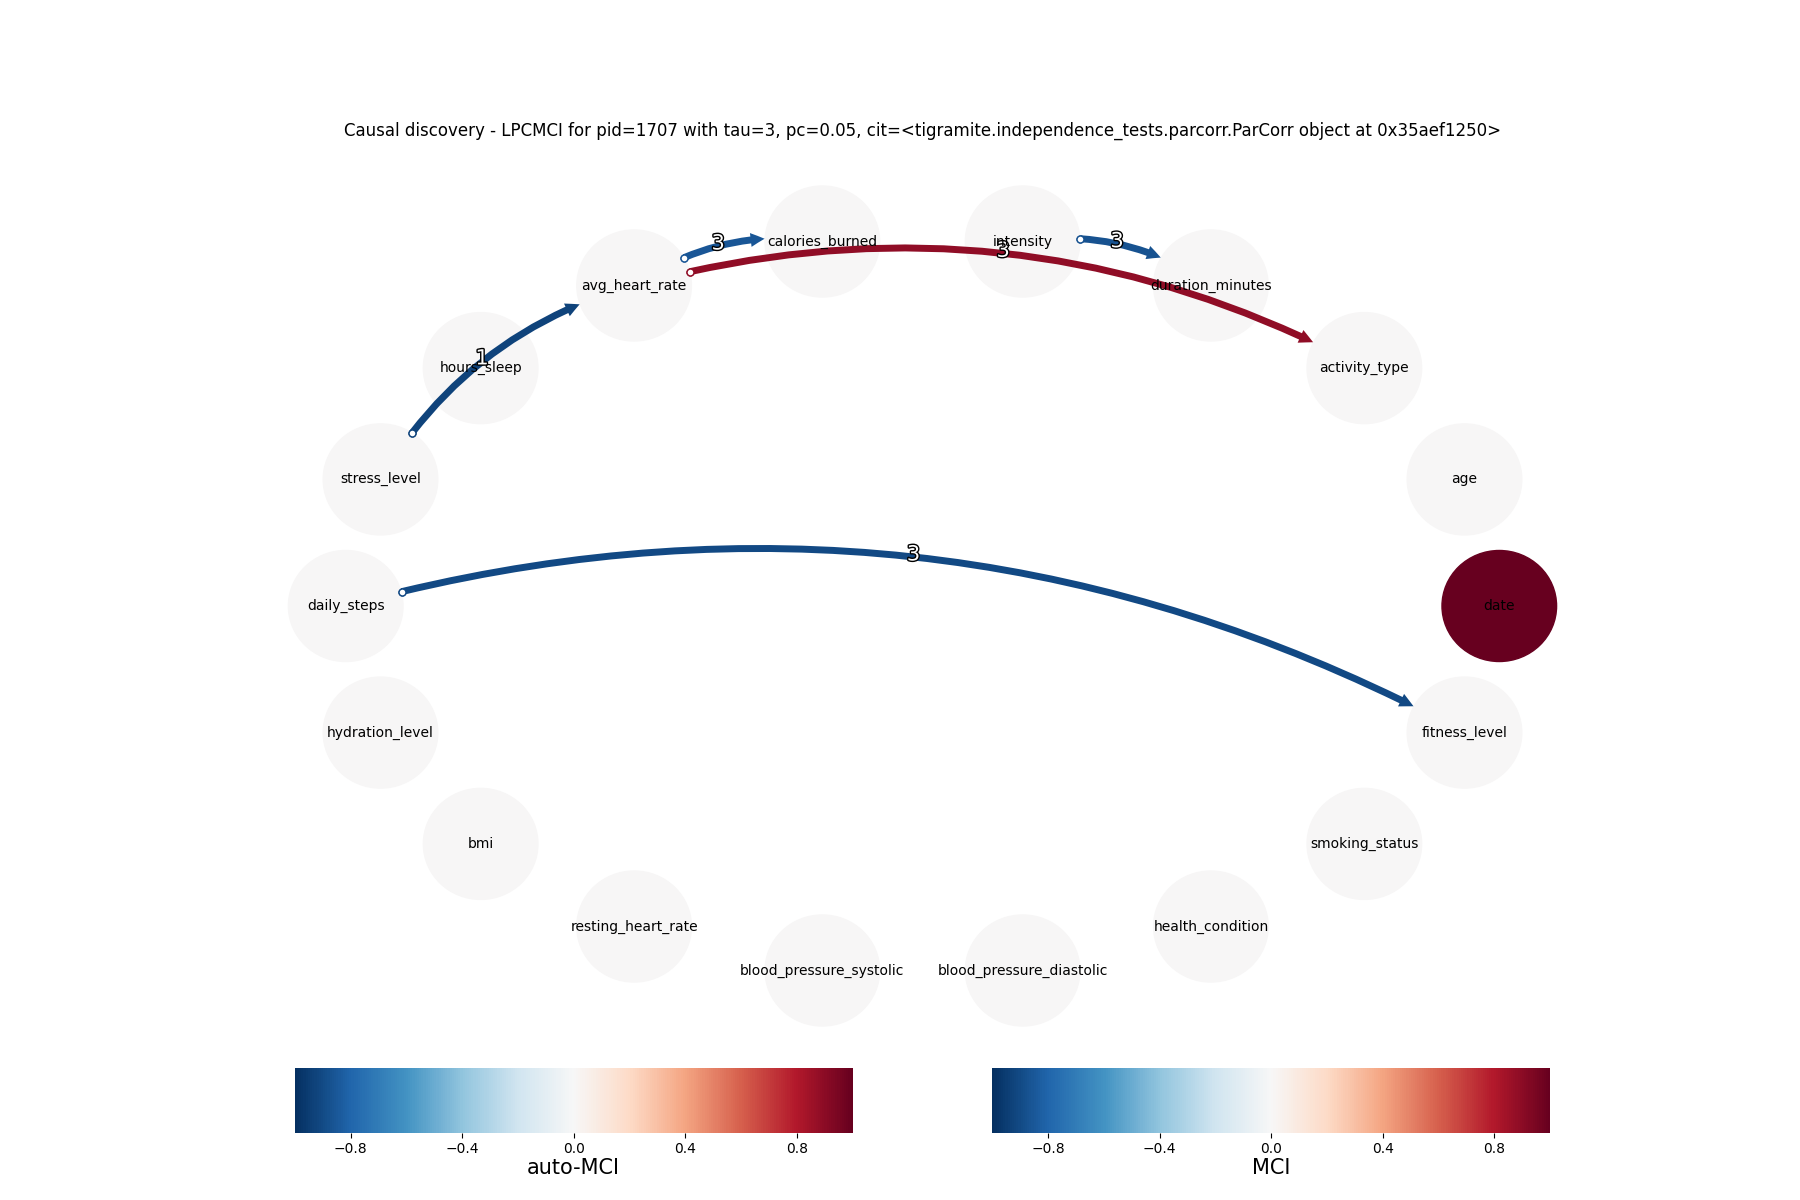 Causal discovery - LPCMCI for pid=1707 with tau=3, pc=0.05, cit=<tigramite.independence_tests.parcorr.ParCorr object at 0x35aef1250>
calories_burned
intensity
3
3
3
3
avg_heart_rate
duration_minutes
1
hours_sleep
activity_type
stress_level
age
3
daily_steps
date
hydration_level
fitness_level
bmi
smoking_status
resting_heart_rate
health_condition
blood_pressure_systolic
blood_pressure_diastolic
−0.8
−0.4
0.0
0.4
0.8
auto-MCI
−0.8
−0.4
0.0
0.4
0.8
MCI